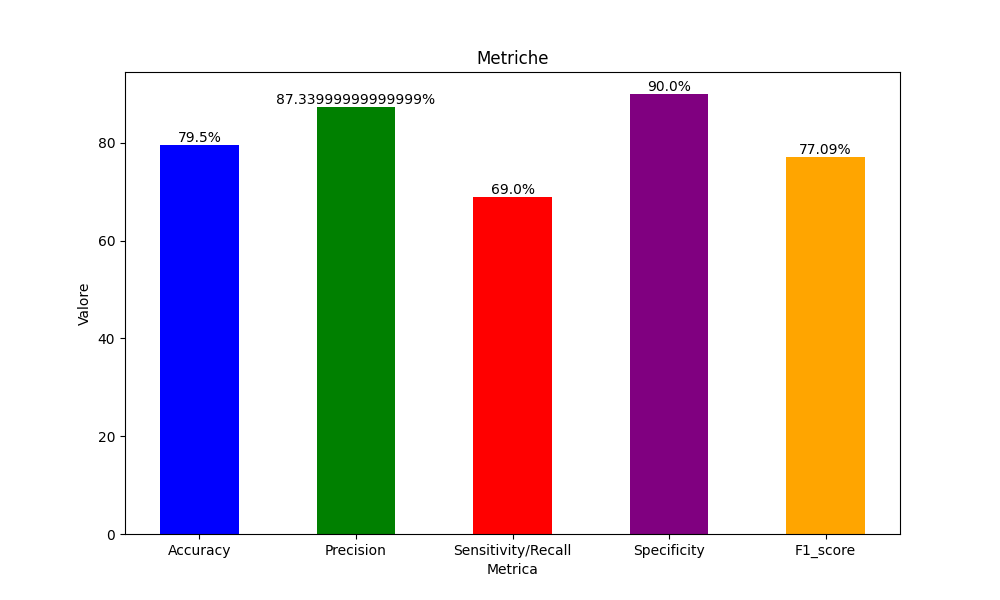 Metriche
79.5%
87.33999999999999%
69.0%
90.0%
77.09%
80
60
40
20
0
Valore
Accuracy
Precision
Sensitivity/Recall
Specificity
F1_score
Metrica